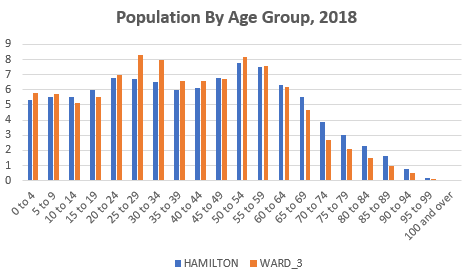 Population By Age Group, 2018
9
8
7
6
5
4
3
2
1
0
0 to 4
5 to 9
10 to 14
15 to 19
20 to 24
25 to 29
30 to 34
35 to 39
40 to 44
45 to 49
50 to 54
55 to 59
60 to 64
65 to 69
70 to 74
75 to 79
80 to 84
85 to 89
90 to 94
95 to 99
100 and over
HAMILTON WARD_3